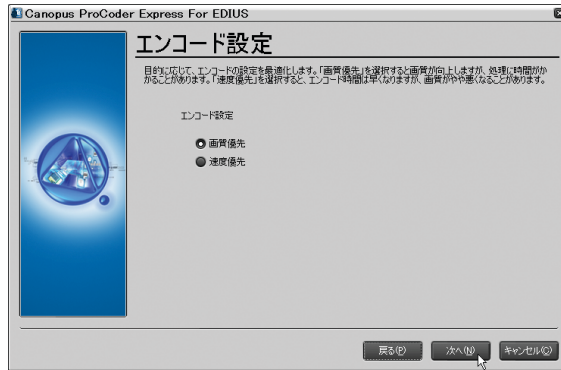 Canopus ProCoder Express For EDIUS
エンコード設定
目的に応じて、エンコードの設定を最適化します。「画質優先」を選択すると画質が向上しますが、処理に時間がか
かることがあります。「速度優先」を選択すると、エンコード時間は早くなりますが、画質がやや悪くなることがあります。
エンコード設定
画質優先
速度優先
戻る(P)
次へ(N)
キャンセル(C)